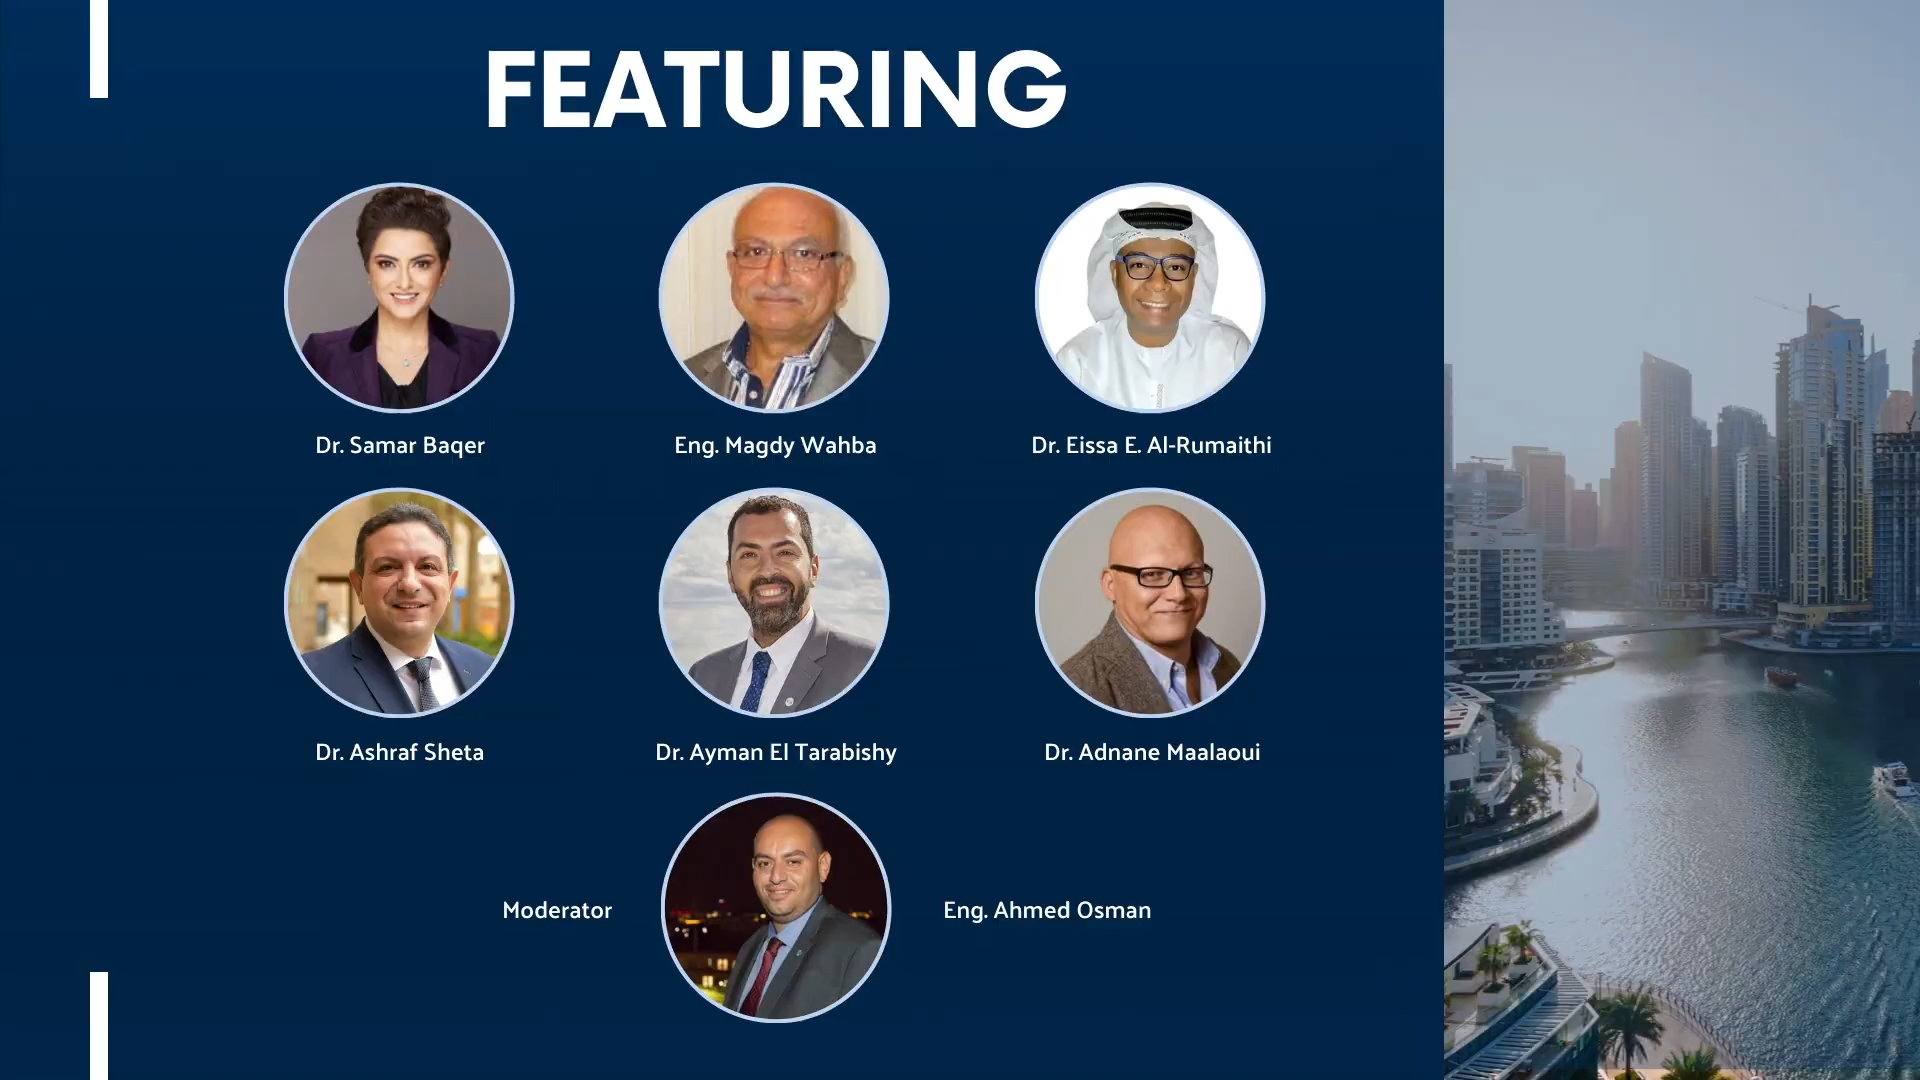 FEATURING
Dr. Samar Baqer
Eng. Magdy Wahba
Dr. Eissa E. Al-Rumaithi
Dr. Ashraf Sheta
Dr. Ayman El Tarabishy
Dr. Adnane Maalaoui
Moderator
Eng. Ahmed Osman